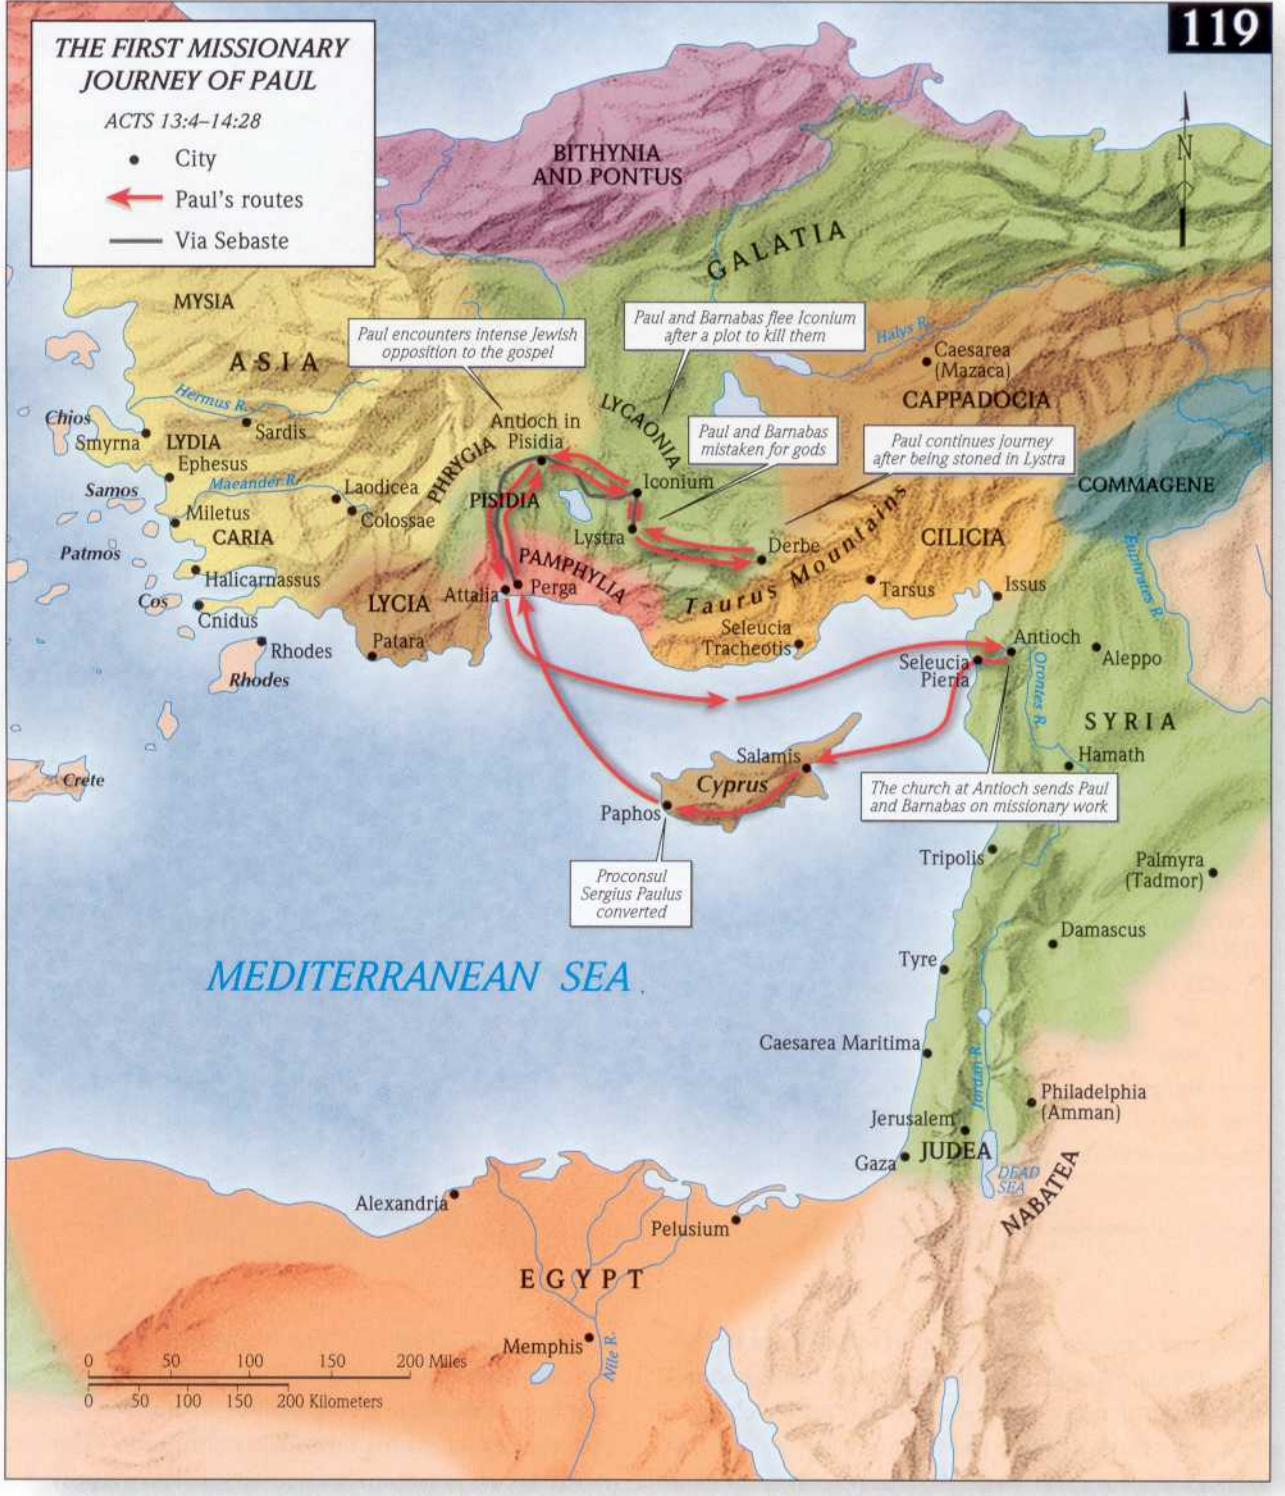 119
THE FIRST MISSIONARY
JOURNEY OF PAUL
ACTS 13:4–14:28
City
Paul's routes
Via Sebaste
N
BITHYNIA
AND PONTUS
GALATIA
MYSIA
ASIA
Paul encounters intense Jewish
opposition to the gospel
Paul and Barnabas flee Iconium
after a plot to kill them
Halys R.
Caesarea
(Mazaca)
CAPPADOCIA
Hermus R.
Chios
Smyrna
LYDIA
Sardis
Antioch in
Pisidia
LYCAONIA
Paul and Barnabas
mistaken for gods
Paul continues journey
after being stoned in Lystra
Ephesus
Maeander R.
PHRYGIA
Samos
Laodicea
PISIDIA
Iconium
COMMAGENE
Miletus
Colossae
CARIA
Lystra
Derbe
CILICIA
Patmos
PAMPHYLIA
Taurus Mountains
Euphrates R.
Halicarnassus
Cos
LYCIA
Attalia
Perga
Tarsus
Issus
Cnidus
Patara
Seleucia
Tracheotis
Rhodes
Rhodes
Seleucia
Pieria
Antioch
Aleppo
Orontes R.
SYRIA
Salamis
Hamath
Crete
Cyprus
The church at Antioch sends Paul
and Barnabas on missionary work
Paphos
Tripolis
Palmyra
(Tadmor)
Proconsul
Sergius Paulus
converted
Damascus
Tyre
MEDITERRANEAN SEA
Caesarea Maritima
Jordan R.
Philadelphia
(Amman)
Jerusalem
JUDEA
Gaza
DEAD
SEA
NABATEA
Alexandria
Pelusium
EGYPT
Memphis
Nile R.
0 50 100 150 200 Miles
0 50 100 150 200 Kilometers